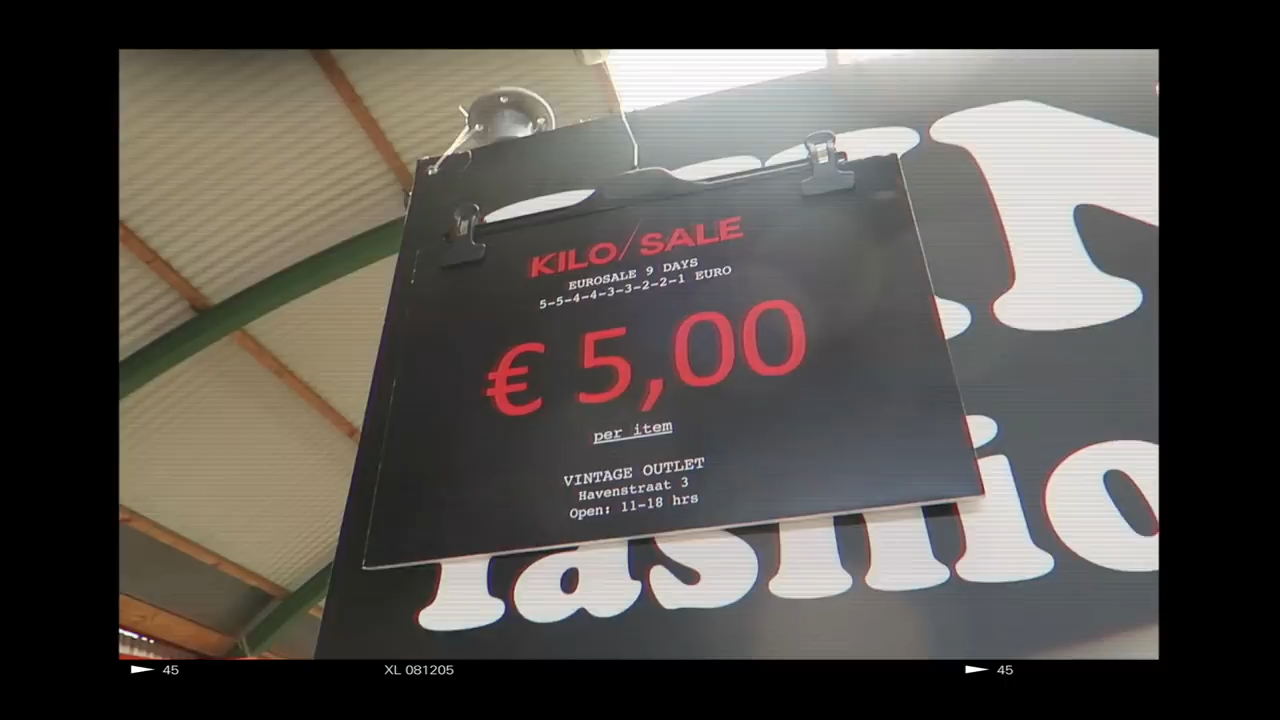 KILO/SALE
EUROSALE 9 DAYS
5-5-4-4-3-3-2-2-1 EURO
€ 5,00
per item
VINTAGE OUTLET
Havenstraat 3
Open: 11-18 hrs
fashio
45
XL 081205
45